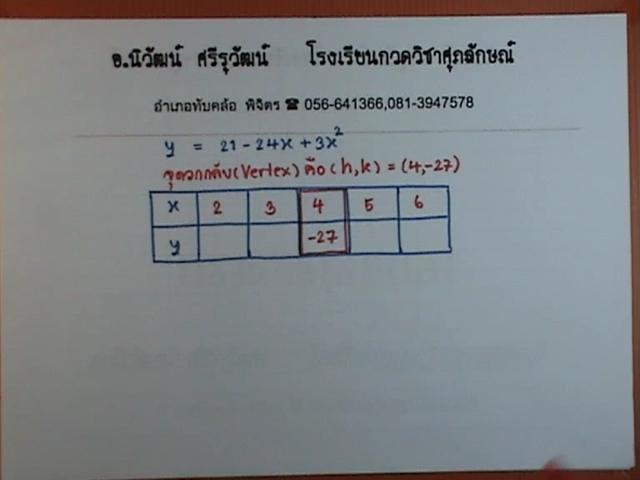 อ.นิวัฒน์ ศรีรุวัฒน์ โรงเรียนกวดวิชาศุภลักษณ์
อำเภอทับคล้อ พิจิตร ☎ 056-641366,081-3947578
y = 21 - 24x + 3x²
จุดวกกลับ(Vertex) คือ (h,k) = (4,-27)
x 2 3 4 5 6
y -27